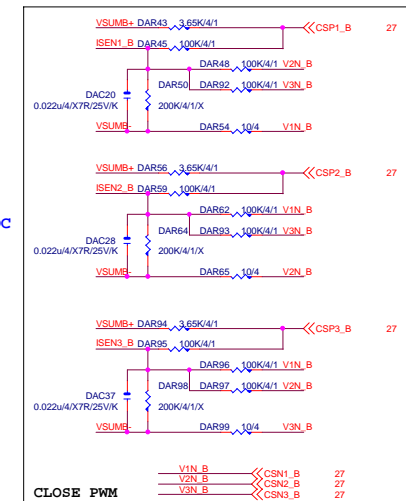 VSUMB+ DAR43 3.65K/4/1 CSP1_B 27
ISEN1_B DAR45 100K/4/1
DAR48 100K/4/1 V2N_B
DAC20 DAR50 DAR92 100K/4/1 V3N_B
0.022u/4/X7R/25V/K 200K/4/1/X
VSUMB- DAR54 10/4 V1N_B
VSUMB+ DAR56 3.65K/4/1 CSP2_B 27
ISEN2_B DAR59 100K/4/1
DAR62 100K/4/1 V1N_B
DAC28 DAR64 DAR93 100K/4/1 V3N_B
0.022u/4/X7R/25V/K 200K/4/1/X
VSUMB- DAR65 10/4 V2N_B
VSUMB+ DAR94 3.65K/4/1 CSP3_B 27
ISEN3_B DAR95 100K/4/1
DAR96 100K/4/1 V1N_B
DAC37 DAR98 DAR97 100K/4/1 V2N_B
0.022u/4/X7R/25V/K 200K/4/1/X
VSUMB- DAR99 10/4 V3N_B
V1N_B CSN1_B 27
V2N_B CSN2_B 27
CLOSE PWM V3N_B CSN3_B 27